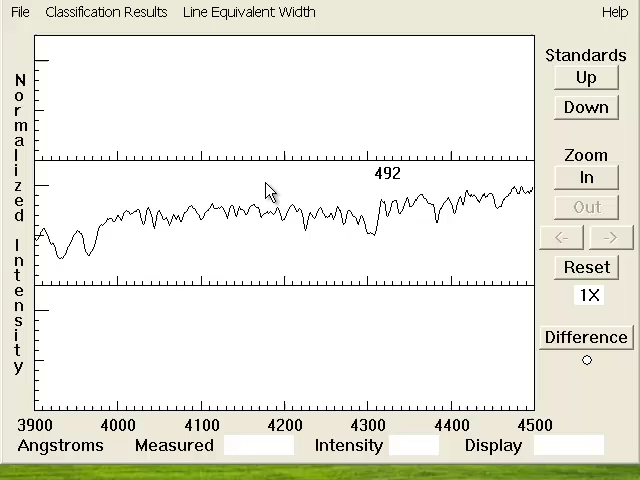 File Classification Results Line Equivalent Width Help
Normalized Intensity
492
3900 4000 4100 4200 4300 4400 4500
Angstroms Measured Intensity Display
Standards
Up
Down
Zoom
In
Out
<- ->
Reset
1X
Difference